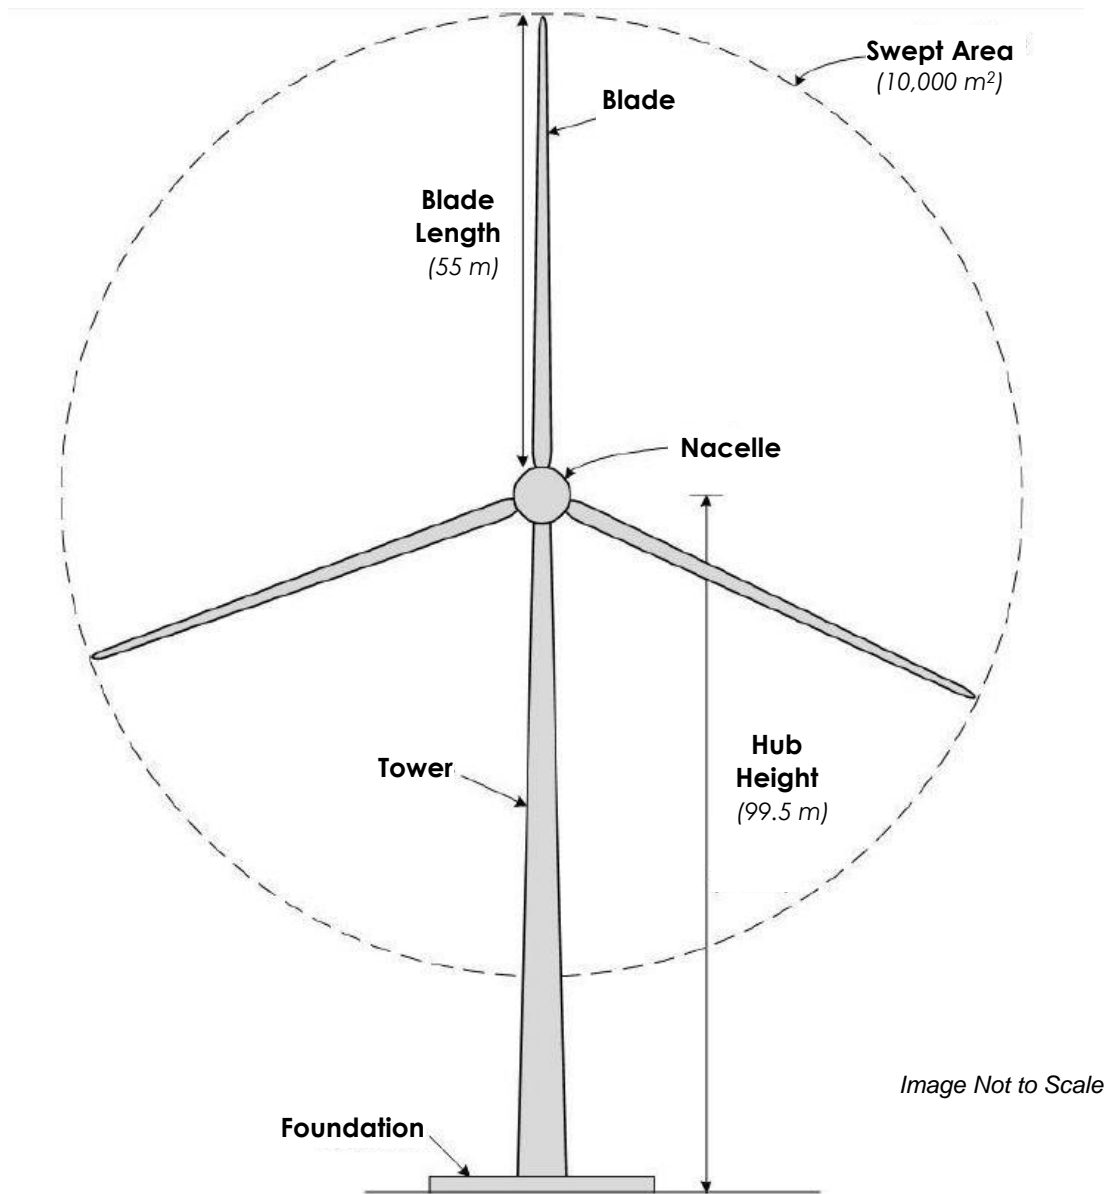 Swept Area
(10,000 m²)
Blade
Blade
Length
(55 m)
Nacelle
Hub
Height
(99.5 m)
Tower
Image Not to Scale
Foundation